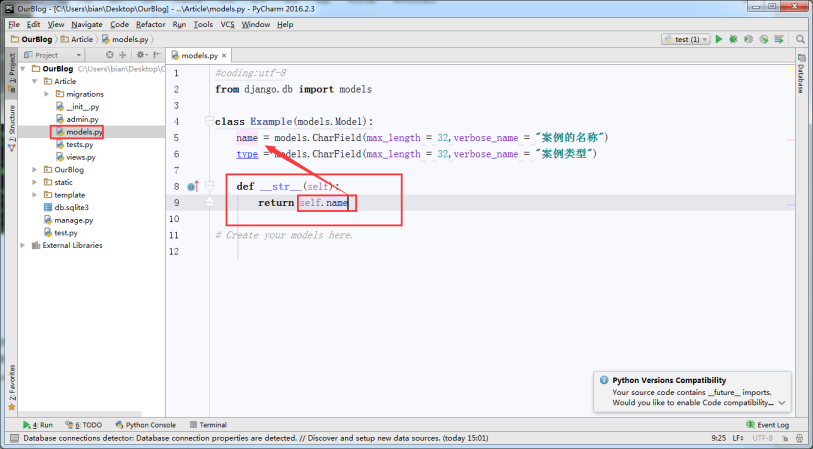 OurBlog - [C:\Users\bian\Desktop\OurBlog] - ...\Article\models.py - PyCharm 2016.2.3
File Edit View Navigate Code Refactor Run Tools VCS Window Help
OurBlog Article models.py
test (1)
Project
models.py
1: Project
OurBlog C:\Users\bian\Desktop\O
Article
migrations
__init__.py
admin.py
models.py
tests.py
views.py
OurBlog
static
template
db.sqlite3
manage.py
test.py
External Libraries
7: Structure
2: Favorites
Database
1 #coding:utf-8
2 from django.db import models
3
4 class Example(models.Model):
5 name = models.CharField(max_length = 32,verbose_name = "案例的名称")
6 type = models.CharField(max_length = 32,verbose_name = "案例类型")
7
8 def __str__(self):
9 return self.name
10
11 # Create your models here.
12
Python Versions Compatibility
Your source code contains __future__ imports.
Would you like to enable Code compatibility...
4: Run 6: TODO Python Console Terminal
1 Event Log
Database connections detector: Database connection properties are detected. // Discover and setup new data sources. (today 15:01)
9:25 LF÷ UTF-8